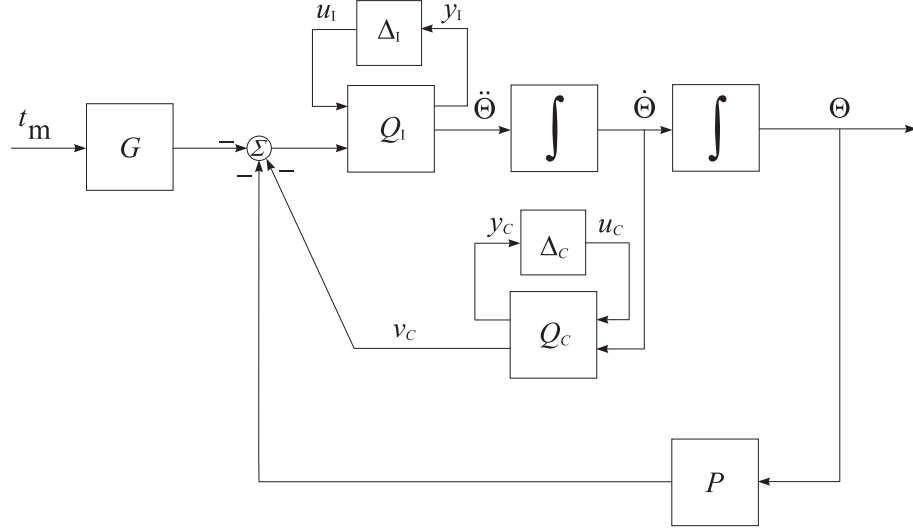 u_I y_I
Δ_I
t_m
G
− Σ − −
Q_I
Θ̈
∫
Θ̇
∫
Θ
y_C u_C
Δ_C
v_C
Q_C
P